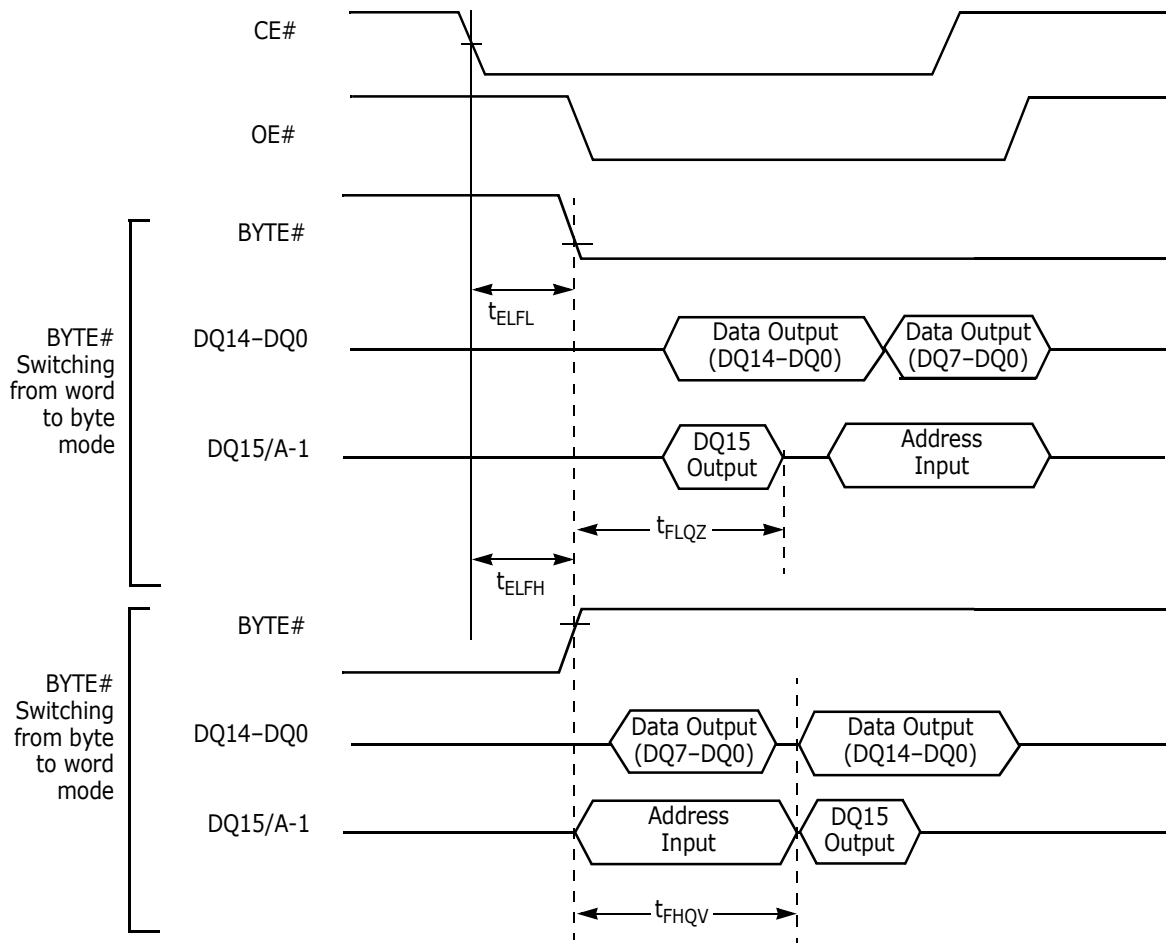 CE#
OE#
BYTE#
tELFL
BYTE#
Switching
from word
to byte
mode
DQ14–DQ0
Data Output
(DQ14–DQ0)
Data Output
(DQ7–DQ0)
DQ15/A-1
DQ15
Output
Address
Input
tFLQZ
tELFH
BYTE#
BYTE#
Switching
from byte
to word
mode
DQ14–DQ0
Data Output
(DQ7–DQ0)
Data Output
(DQ14–DQ0)
DQ15/A-1
Address
Input
DQ15
Output
tFHQV